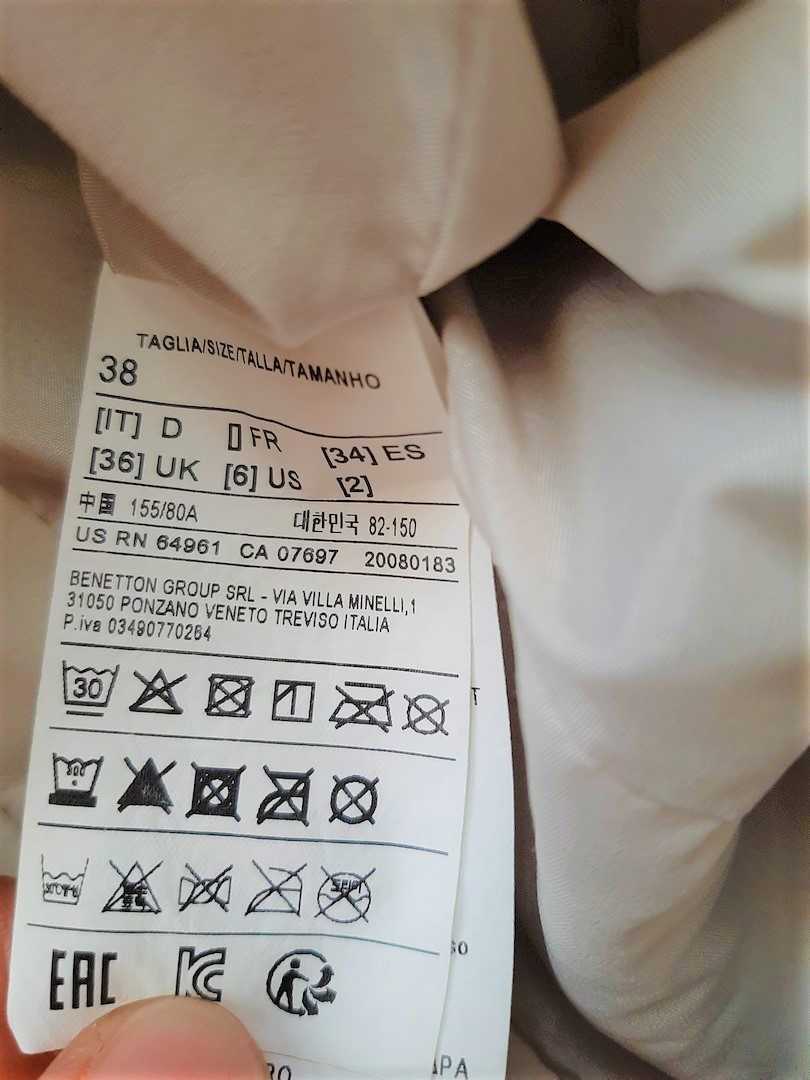 TAGLIA/SIZE/TALLA/TAMANHO
38
[IT] D [] FR [34] ES
[36] UK [6] US [2]
中国 155/80A 대한민국 82-150
US RN 64961 CA 07697 20080183
BENETTON GROUP SRL - VIA VILLA MINELLI,1
31050 PONZANO VENETO TREVISO ITALIA
P.iva 03490770264
30
EAC